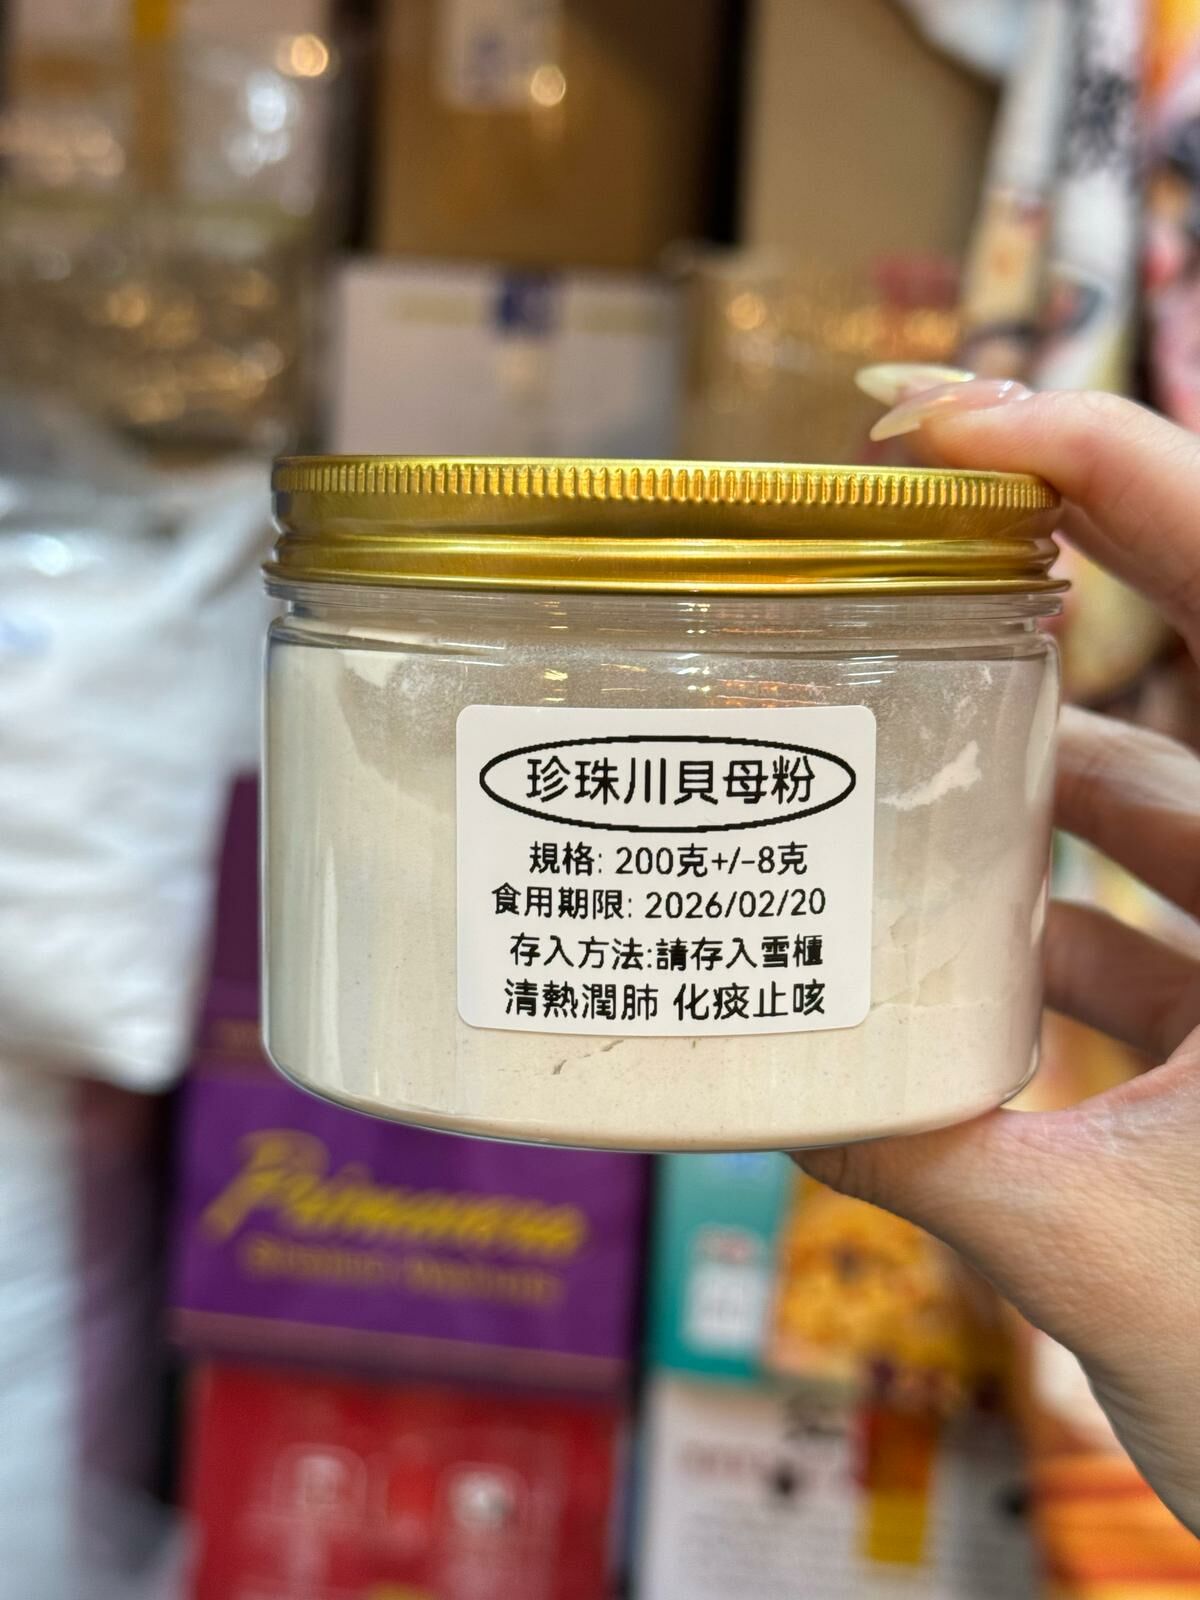 珍珠川貝母粉
規格: 200克+/-8克
食用期限: 2026/02/20
存入方法:請存入雪櫃
清熱潤肺 化痰止咳